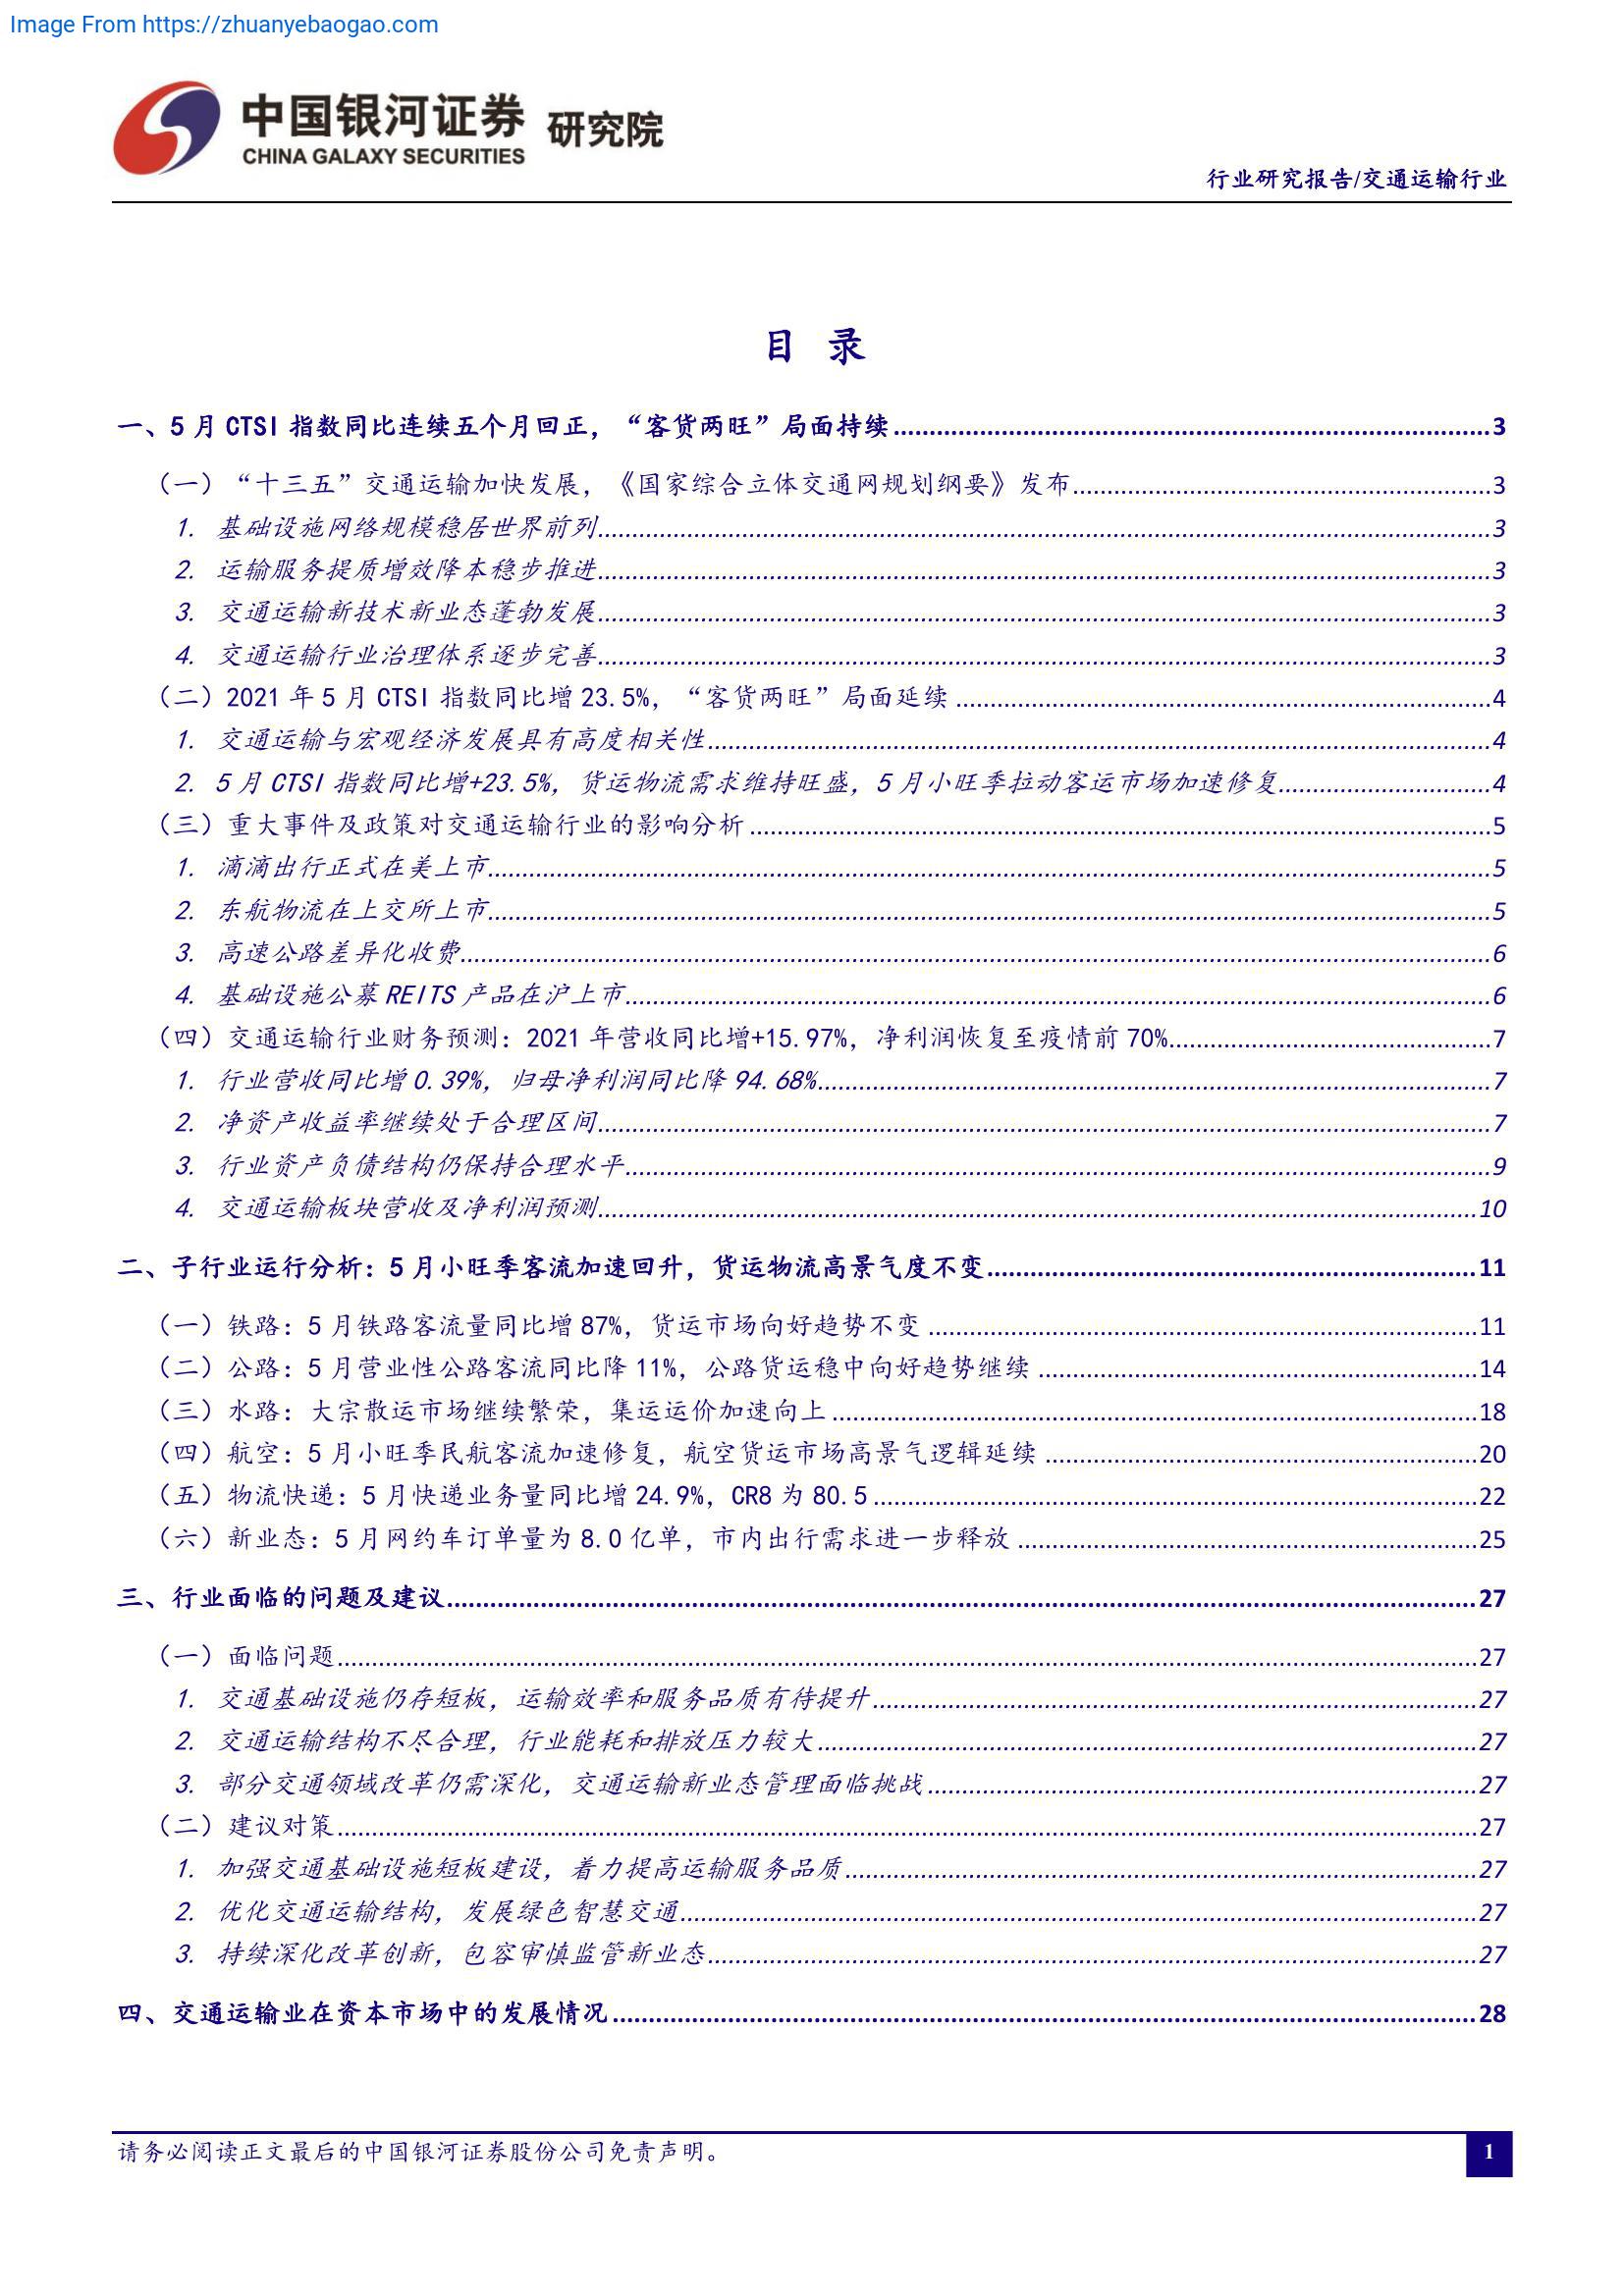 Image From https://zhuanyebaogao.com
中国银河证券 研究院
CHINA GALAXY SECURITIES
行业研究报告/交通运输行业
目 录
一、5 月 CTSI 指数同比连续五个月回正，“客货两旺”局面持续........3
（一）“十三五”交通运输加快发展，《国家综合立体交通网规划纲要》发布........3
1. 基础设施网络规模稳居世界前列........3
2. 运输服务提质增效降本稳步推进........3
3. 交通运输新技术新业态蓬勃发展........3
4. 交通运输行业治理体系逐步完善........3
（二）2021 年 5 月 CTSI 指数同比增 23.5%，“客货两旺”局面延续........4
1. 交通运输与宏观经济发展具有高度相关性........4
2. 5 月 CTSI 指数同比增+23.5%，货运物流需求维持旺盛，5 月小旺季拉动客运市场加速修复........4
（三）重大事件及政策对交通运输行业的影响分析........5
1. 滴滴出行正式在美上市........5
2. 东航物流在上交所上市........5
3. 高速公路差异化收费........6
4. 基础设施公募 REITS 产品在沪上市........6
（四）交通运输行业财务预测：2021 年营收同比增+15.97%，净利润恢复至疫情前 70%........7
1. 行业营收同比增 0.39%，归母净利润同比降 94.68%........7
2. 净资产收益率继续处于合理区间........7
3. 行业资产负债结构仍保持合理水平........9
4. 交通运输板块营收及净利润预测........10
二、子行业运行分析：5 月小旺季客流加速回升，货运物流高景气度不变........11
（一）铁路：5 月铁路客流量同比增 87%，货运市场向好趋势不变........11
（二）公路：5 月营业性公路客流同比降 11%，公路货运稳中向好趋势继续........14
（三）水路：大宗散运市场继续繁荣，集运运价加速向上........18
（四）航空：5 月小旺季民航客流加速修复，航空货运市场高景气逻辑延续........20
（五）物流快递：5 月快递业务量同比增 24.9%，CR8 为 80.5........22
（六）新业态：5 月网约车订单量为 8.0 亿单，市内出行需求进一步释放........25
三、行业面临的问题及建议........27
（一）面临问题........27
1. 交通基础设施仍存短板，运输效率和服务品质有待提升........27
2. 交通运输结构不尽合理，行业能耗和排放压力较大........27
3. 部分交通领域改革仍需深化，交通运输新业态管理面临挑战........27
（二）建议对策........27
1. 加强交通基础设施短板建设，着力提高运输服务品质........27
2. 优化交通运输结构，发展绿色智慧交通........27
3. 持续深化改革创新，包容审慎监管新业态........27
四、交通运输业在资本市场中的发展情况........28
请务必阅读正文最后的中国银河证券股份公司免责声明。
1